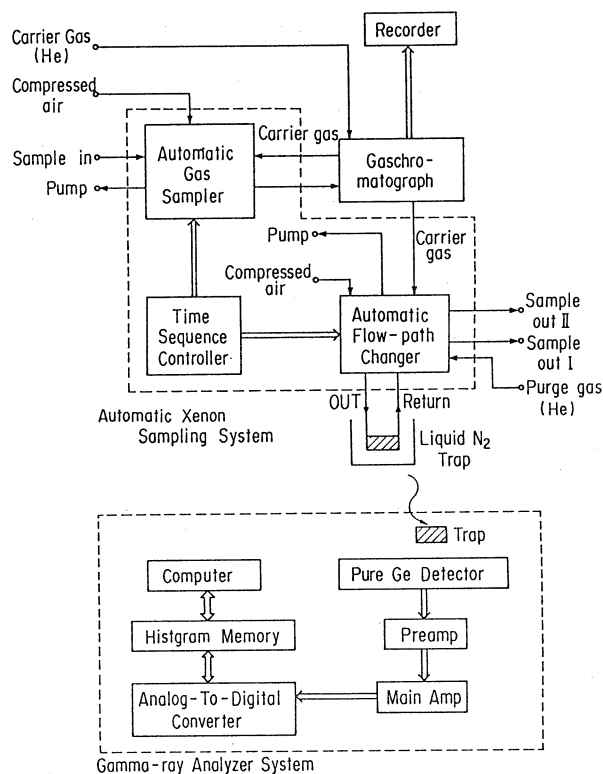 Carrier Gas
(He)
Recorder
Compressed
air
Carrier gas
Sample in
Automatic
Gas
Sampler
Gaschro-
matograph
Pump
Pump
Carrier
gas
Compressed
air
Time
Sequence
Controller
Automatic
Flow-path
Changer
Sample
out II
Sample
out I
Purge gas
(He)
OUT
Return
Automatic Xenon
Sampling System
Liquid N2
Trap
Trap
Computer
Pure Ge Detector
Histgram Memory
Preamp
Analog-To-Digital
Converter
Main Amp
Gamma-ray Analyzer System